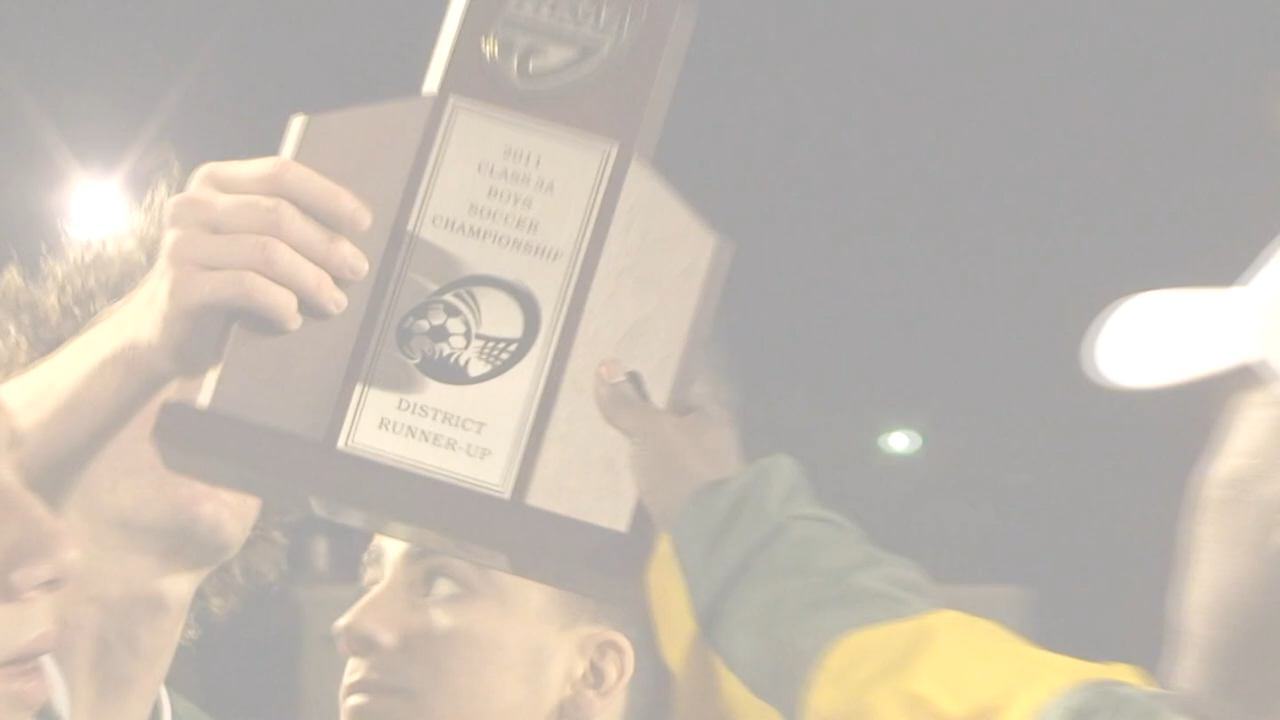 2011
CLASS 3A
BOYS
SOCCER
CHAMPIONSHIP
DISTRICT
RUNNER-UP